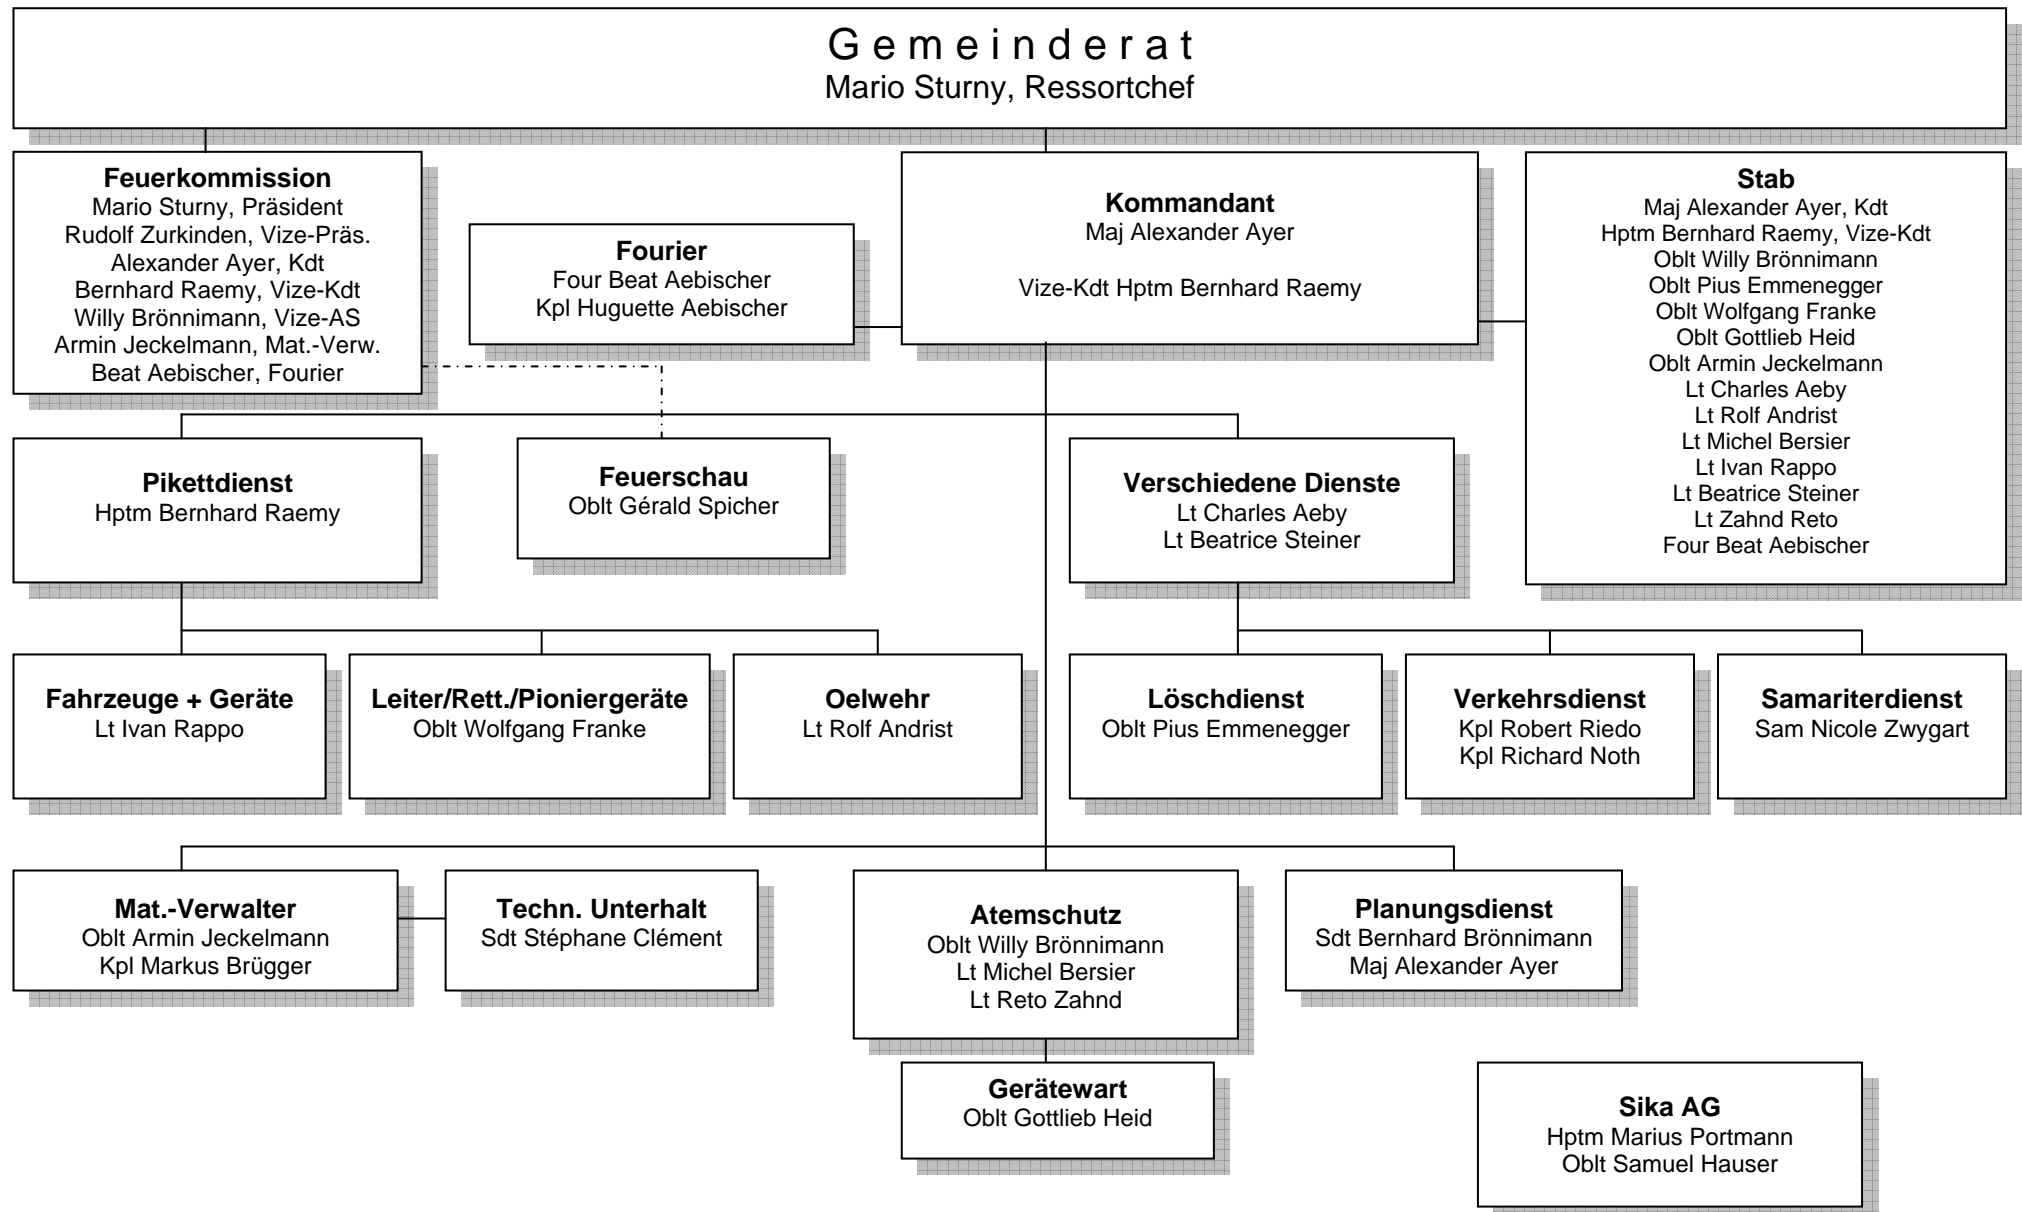 G e m e i n d e r a t
Mario Sturny, Ressortchef
Feuerkommission
Mario Sturny, Präsident
Rudolf Zurkinden, Vize-Präs.
Alexander Ayer, Kdt
Bernhard Raemy, Vize-Kdt
Willy Brönnimann, Vize-AS
Armin Jeckelmann, Mat.-Verw.
Beat Aebischer, Fourier
Fourier
Four Beat Aebischer
Kpl Huguette Aebischer
Kommandant
Maj Alexander Ayer
Vize-Kdt Hptm Bernhard Raemy
Stab
Maj Alexander Ayer, Kdt
Hptm Bernhard Raemy, Vize-Kdt
Oblt Willy Brönnimann
Oblt Pius Emmenegger
Oblt Wolfgang Franke
Oblt Gottlieb Heid
Oblt Armin Jeckelmann
Lt Charles Aeby
Lt Rolf Andrist
Lt Michel Bersier
Lt Ivan Rappo
Lt Beatrice Steiner
Lt Zahnd Reto
Four Beat Aebischer
Pikettdienst
Hptm Bernhard Raemy
Feuerschau
Oblt Gérald Spicher
Verschiedene Dienste
Lt Charles Aeby
Lt Beatrice Steiner
Fahrzeuge + Geräte
Lt Ivan Rappo
Leiter/Rett./Pioniergeräte
Oblt Wolfgang Franke
Oelwehr
Lt Rolf Andrist
Löschdienst
Oblt Pius Emmenegger
Verkehrsdienst
Kpl Robert Riedo
Kpl Richard Noth
Samariterdienst
Sam Nicole Zwygart
Mat.-Verwalter
Oblt Armin Jeckelmann
Kpl Markus Brügger
Techn. Unterhalt
Sdt Stéphane Clément
Atemschutz
Oblt Willy Brönnimann
Lt Michel Bersier
Lt Reto Zahnd
Planungsdienst
Sdt Bernhard Brönnimann
Maj Alexander Ayer
Gerätewart
Oblt Gottlieb Heid
Sika AG
Hptm Marius Portmann
Oblt Samuel Hauser